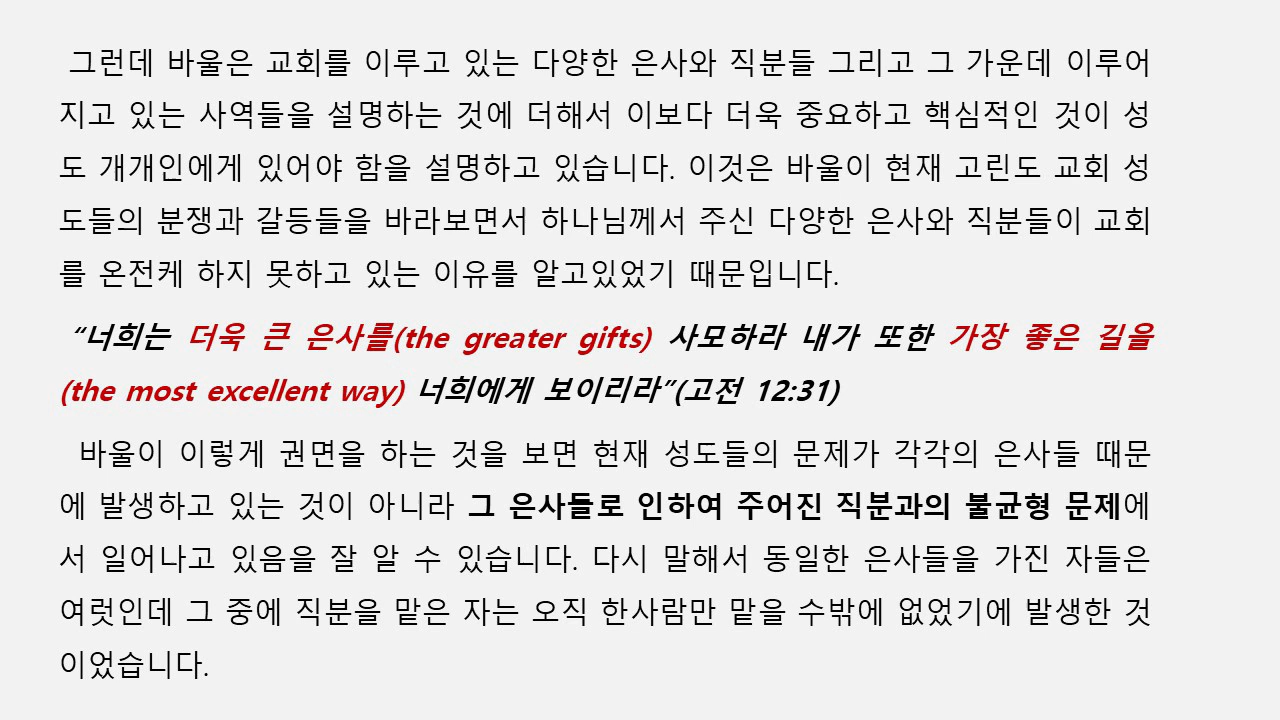 그런데 바울은 교회를 이루고 있는 다양한 은사와 직분들 그리고 그 가운데 이루어
지고 있는 사역들을 설명하는 것에 더해서 이보다 더욱 중요하고 핵심적인 것이 성
도 개개인에게 있어야 함을 설명하고 있습니다. 이것은 바울이 현재 고린도 교회 성
도들의 분쟁과 갈등들을 바라보면서 하나님께서 주신 다양한 은사와 직분들이 교회
를 온전케 하지 못하고 있는 이유를 알고있었기 때문입니다.
“너희는 더욱 큰 은사를(the greater gifts) 사모하라 내가 또한 가장 좋은 길을
(the most excellent way) 너희에게 보이리라”(고전 12:31)
바울이 이렇게 권면을 하는 것을 보면 현재 성도들의 문제가 각각의 은사들 때문
에 발생하고 있는 것이 아니라 그 은사들로 인하여 주어진 직분과의 불균형 문제에
서 일어나고 있음을 잘 알 수 있습니다. 다시 말해서 동일한 은사들을 가진 자들은
여럿인데 그 중에 직분을 맡은 자는 오직 한사람만 맡을 수밖에 없었기에 발생한 것
이었습니다.